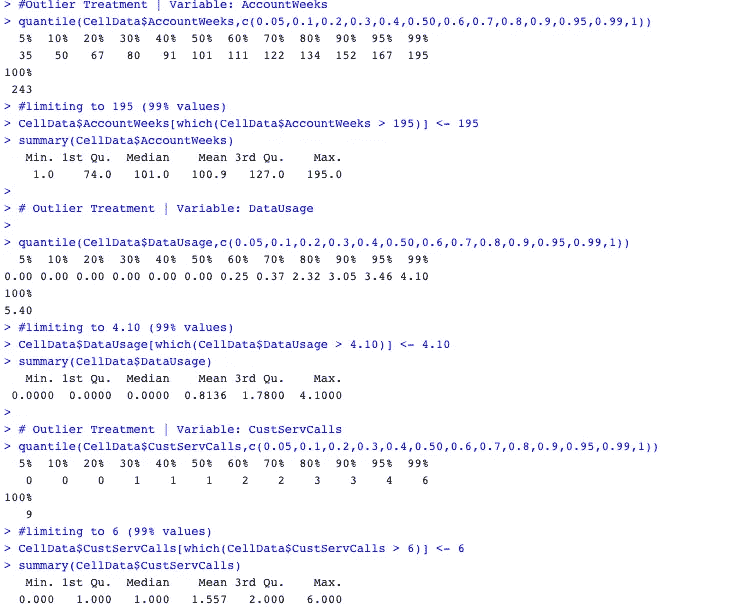 > #Outlier Treatment | Variable: AccountWeeks
> quantile(CellData$AccountWeeks,c(0.05,0.1,0.2,0.3,0.4,0.50,0.6,0.7,0.8,0.9,0.95,0.99,1))
5% 10% 20% 30% 40% 50% 60% 70% 80% 90% 95% 99%
35 50 67 80 91 101 111 122 134 152 167 195
100%
243
> #limiting to 195 (99% values)
> CellData$AccountWeeks[which(CellData$AccountWeeks > 195)] <- 195
> summary(CellData$AccountWeeks)
Min. 1st Qu. Median Mean 3rd Qu. Max.
1.0 74.0 101.0 100.9 127.0 195.0
>
> # Outlier Treatment | Variable: DataUsage
>
> quantile(CellData$DataUsage,c(0.05,0.1,0.2,0.3,0.4,0.50,0.6,0.7,0.8,0.9,0.95,0.99,1))
5% 10% 20% 30% 40% 50% 60% 70% 80% 90% 95% 99%
0.00 0.00 0.00 0.00 0.00 0.00 0.25 0.37 2.32 3.05 3.46 4.10
100%
5.40
> #limiting to 4.10 (99% values)
> CellData$DataUsage[which(CellData$DataUsage > 4.10)] <- 4.10
> summary(CellData$DataUsage)
Min. 1st Qu. Median Mean 3rd Qu. Max.
0.0000 0.0000 0.0000 0.8136 1.7800 4.1000
>
> # Outlier Treatment | Variable: CustServCalls
> quantile(CellData$CustServCalls,c(0.05,0.1,0.2,0.3,0.4,0.50,0.6,0.7,0.8,0.9,0.95,0.99,1))
5% 10% 20% 30% 40% 50% 60% 70% 80% 90% 95% 99%
0 0 0 1 1 1 2 2 3 3 4 6
100%
9
> #limiting to 6 (99% values)
> CellData$CustServCalls[which(CellData$CustServCalls > 6)] <- 6
> summary(CellData$CustServCalls)
Min. 1st Qu. Median Mean 3rd Qu. Max.
0.000 1.000 1.000 1.557 2.000 6.000